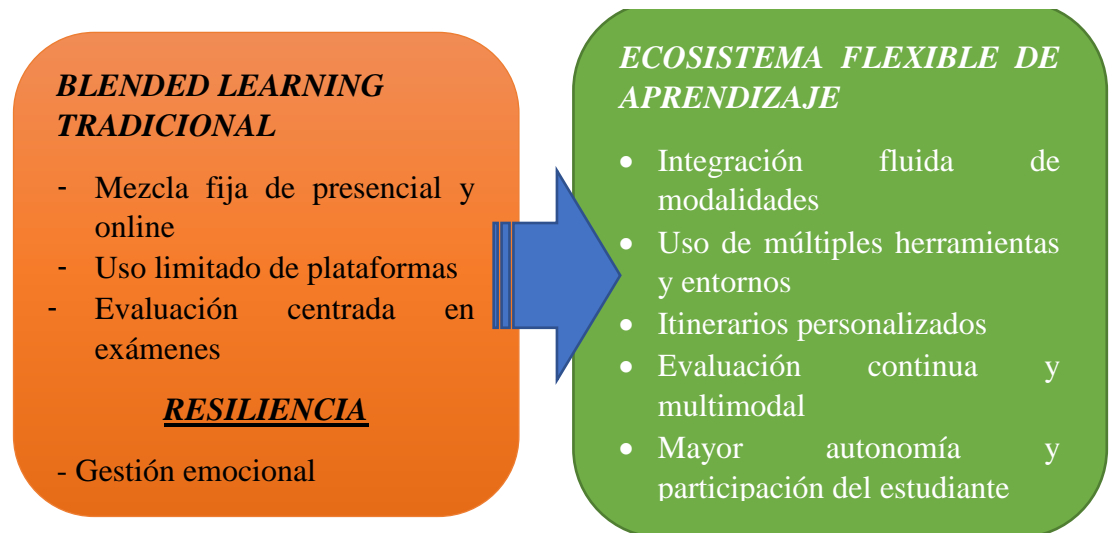 BLENDED LEARNING
TRADICIONAL
- Mezcla fija de presencial y
online
- Uso limitado de plataformas
- Evaluación centrada en
exámenes
RESILIENCIA
- Gestión emocional
ECOSISTEMA FLEXIBLE DE
APRENDIZAJE
• Integración fluida de
modalidades
• Uso de múltiples herramientas
y entornos
• Itinerarios personalizados
• Evaluación continua y
multimodal
• Mayor autonomía y
participación del estudiante